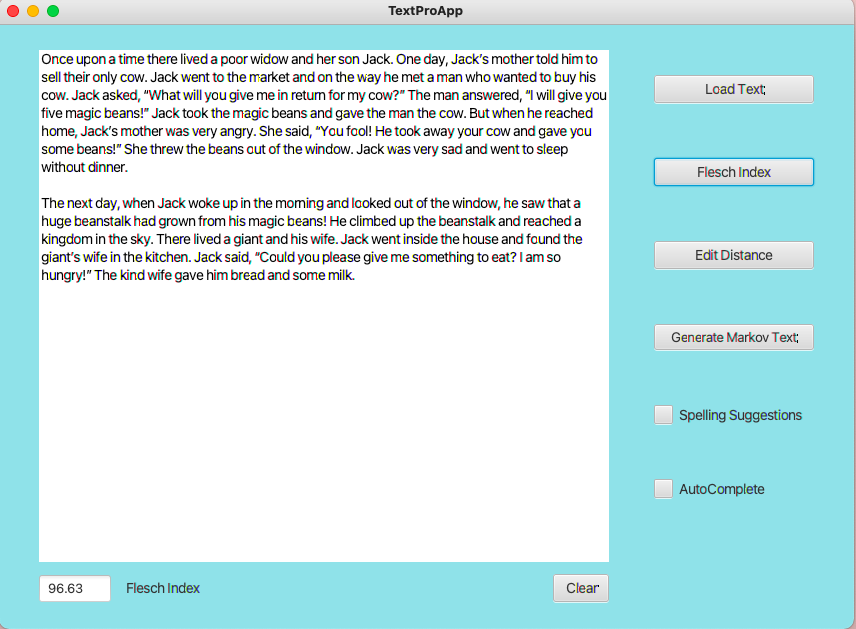 TextProApp
Once upon a time there lived a poor widow and her son Jack. One day, Jack’s mother told him to
sell their only cow. Jack went to the market and on the way he met a man who wanted to buy his
cow. Jack asked, “What will you give me in return for my cow?” The man answered, “I will give you
five magic beans!” Jack took the magic beans and gave the man the cow. But when he reached
home, Jack’s mother was very angry. She said, “You fool! He took away your cow and gave you
some beans!” She threw the beans out of the window. Jack was very sad and went to sleep
without dinner.
The next day, when Jack woke up in the morning and looked out of the window, he saw that a
huge beanstalk had grown from his magic beans! He climbed up the beanstalk and reached a
kingdom in the sky. There lived a giant and his wife. Jack went inside the house and found the
giant’s wife in the kitchen. Jack said, “Could you please give me something to eat? I am so
hungry!” The kind wife gave him bread and some milk.
Load Text
Flesch Index
Edit Distance
Generate Markov Text
Spelling Suggestions
AutoComplete
96.63 Flesch Index
Clear